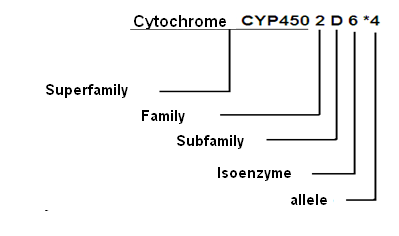 Cytochrome CYP450 2 D 6 *4
Superfamily
Family
Subfamily
Isoenzyme
allele